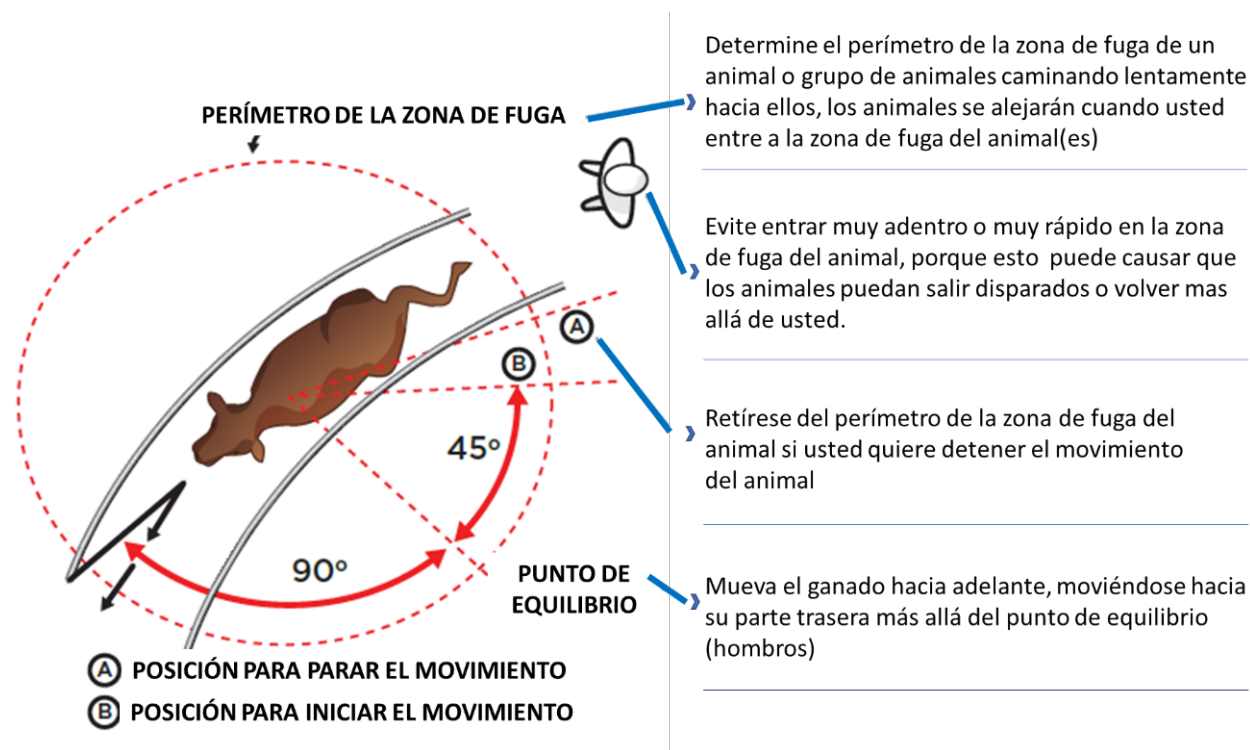 PERÍMETRO DE LA ZONA DE FUGA
A
B
45º
90º
PUNTO DE
EQUILIBRIO
A POSICIÓN PARA PARAR EL MOVIMIENTO
B POSICIÓN PARA INICIAR EL MOVIMIENTO
Determine el perímetro de la zona de fuga de un
animal o grupo de animales caminando lentamente
hacia ellos, los animales se alejarán cuando usted
entre a la zona de fuga del animal(es)
Evite entrar muy adentro o muy rápido en la zona
de fuga del animal, porque esto puede causar que
los animales puedan salir disparados o volver mas
allá de usted.
Retírese del perímetro de la zona de fuga del
animal si usted quiere detener el movimiento
del animal
Mueva el ganado hacia adelante, moviéndose hacia
su parte trasera más allá del punto de equilibrio
(hombros)